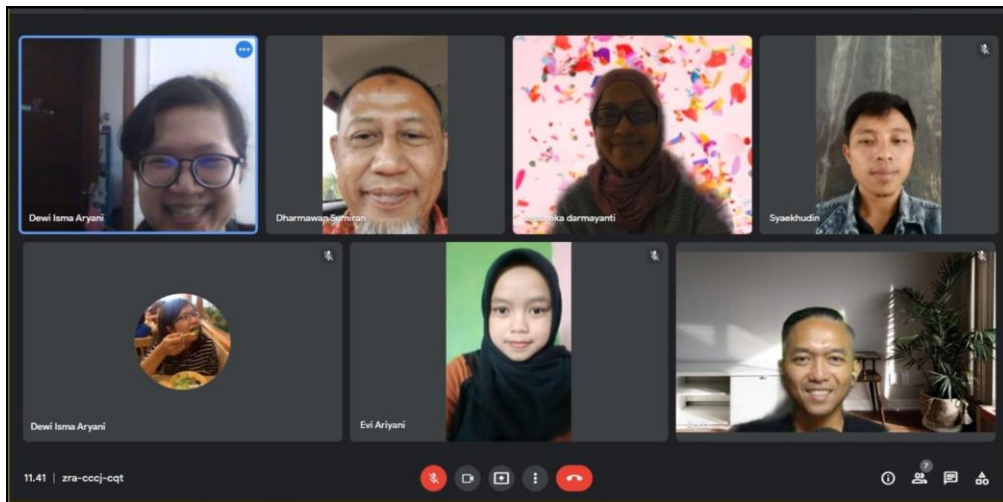 Dewi Isma Aryani
Dharmawan Sumiran
eka darmayanti
Syaekhudin
Dewi Isma Aryani
Evi Ariyani
11.41 | zra-cccj-cqt
7